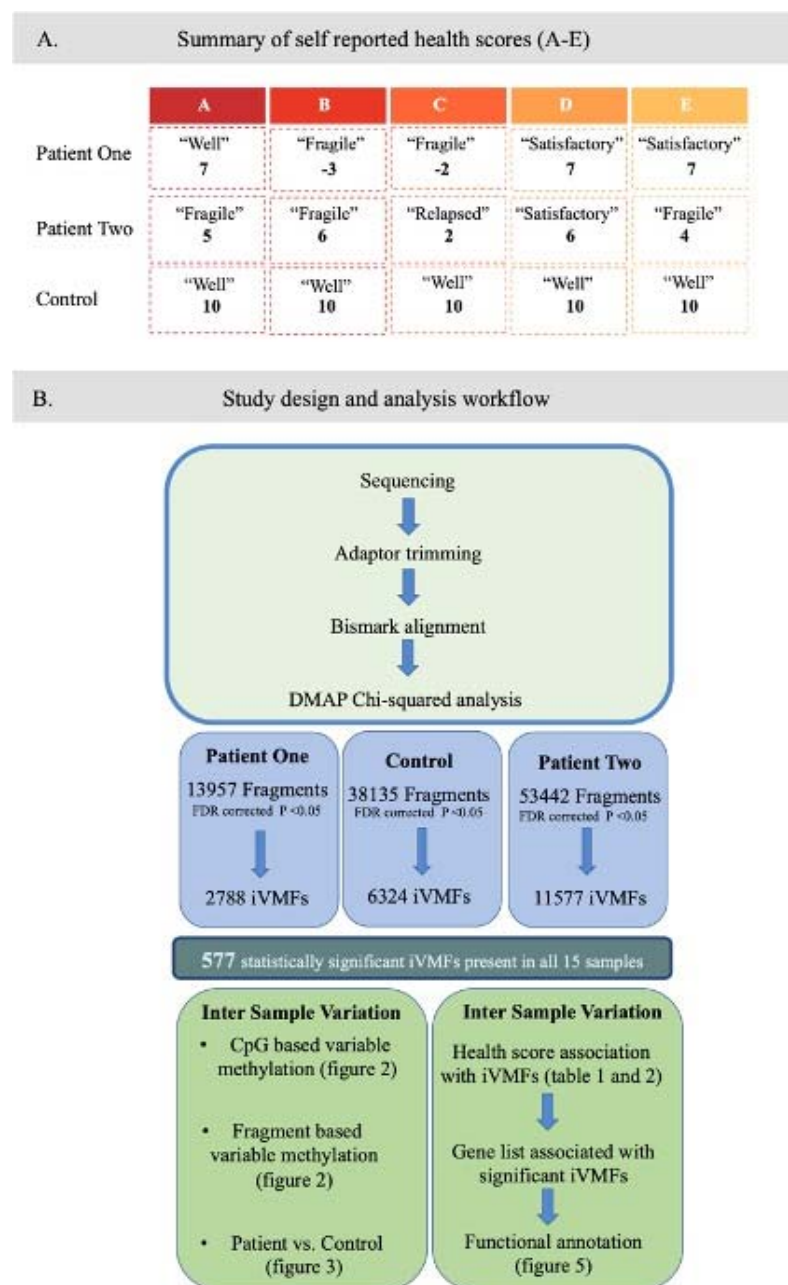 A. Summary of self reported health scores (A-E)
A B C D E
Patient One
“Well” “Fragile” “Fragile” “Satisfactory” “Satisfactory”
7 -3 -2 7 7
Patient Two
“Fragile” “Fragile” “Relapsed” “Satisfactory” “Fragile”
5 6 2 6 4
Control
“Well” “Well” “Well” “Well” “Well”
10 10 10 10 10
B. Study design and analysis workflow
Sequencing
Adaptor trimming
Bismark alignment
DMAP Chi-squared analysis
Patient One
13957 Fragments
FDR corrected P <0.05
2788 iVMFs
Control
38135 Fragments
FDR corrected P <0.05
6324 iVMFs
Patient Two
53442 Fragments
FDR corrected P <0.05
11577 iVMFs
577 statistically significant iVMFs present in all 15 samples
Inter Sample Variation
• CpG based variable
methylation (figure 2)
• Fragment based
variable methylation
(figure 2)
• Patient vs. Control
(figure 3)
Inter Sample Variation
Health score association
with iVMFs (table 1 and 2)
Gene list associated with
significant iVMFs
Functional annotation
(figure 5)